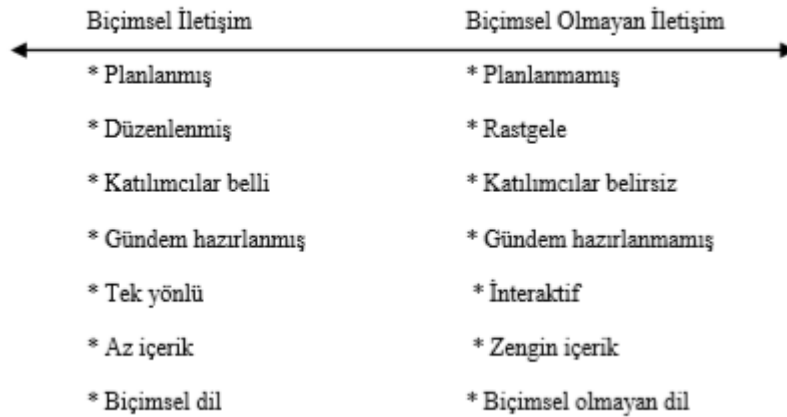 Biçimsel İletişim Biçimsel Olmayan İletişim
* Planlanmış * Planlanmamış
* Düzenlenmiş * Rastgele
* Katılımcılar belli * Katılımcılar belirsiz
* Gündem hazırlanmış * Gündem hazırlanmamış
* Tek yönlü * İnteraktif
* Az içerik * Zengin içerik
* Biçimsel dil * Biçimsel olmayan dil